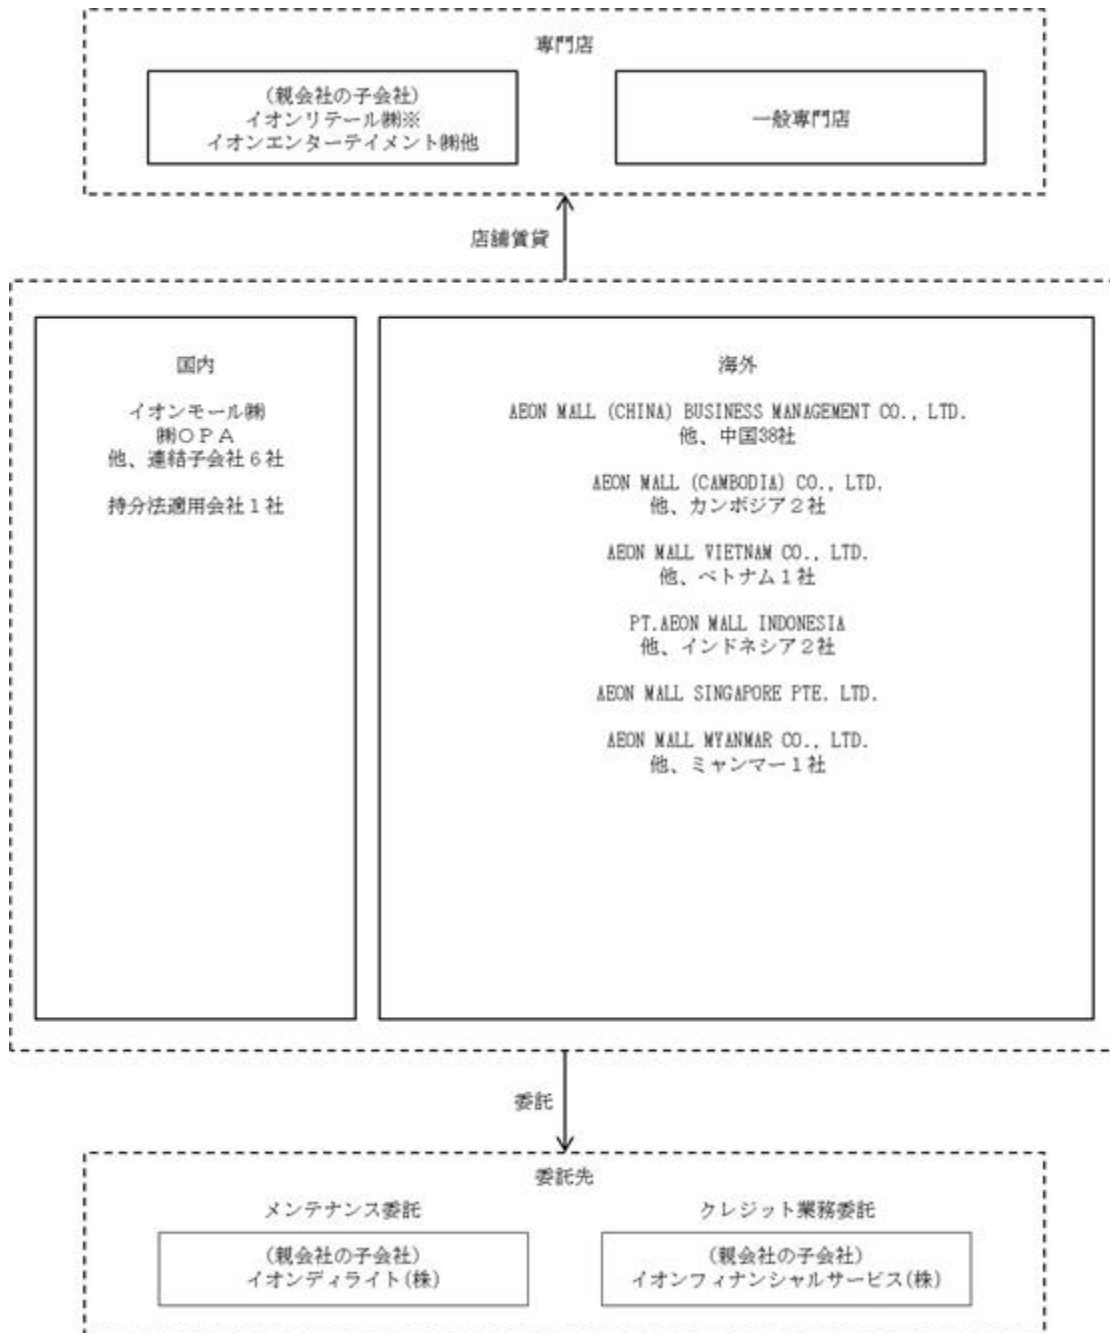 専門店
(親会社の子会社)
イオンリテール㈱※
イオンエンターテイメント㈱他
一般専門店
店舗賃貸
国内
イオンモール㈱
㈱ＯＰＡ
他、連結子会社６社
持分法適用会社１社
海外
AEON MALL (CHINA) BUSINESS MANAGEMENT CO., LTD.
他、中国38社
AEON MALL (CAMBODIA) CO., LTD.
他、カンボジア２社
AEON MALL VIETNAM CO., LTD.
他、ベトナム１社
PT.AEON MALL INDONESIA
他、インドネシア２社
AEON MALL SINGAPORE PTE. LTD.
AEON MALL MYANMAR CO., LTD.
他、ミャンマー１社
委託
委託先
メンテナンス委託
(親会社の子会社)
イオンディライト(株)
クレジット業務委託
(親会社の子会社)
イオンフィナンシャルサービス(株)